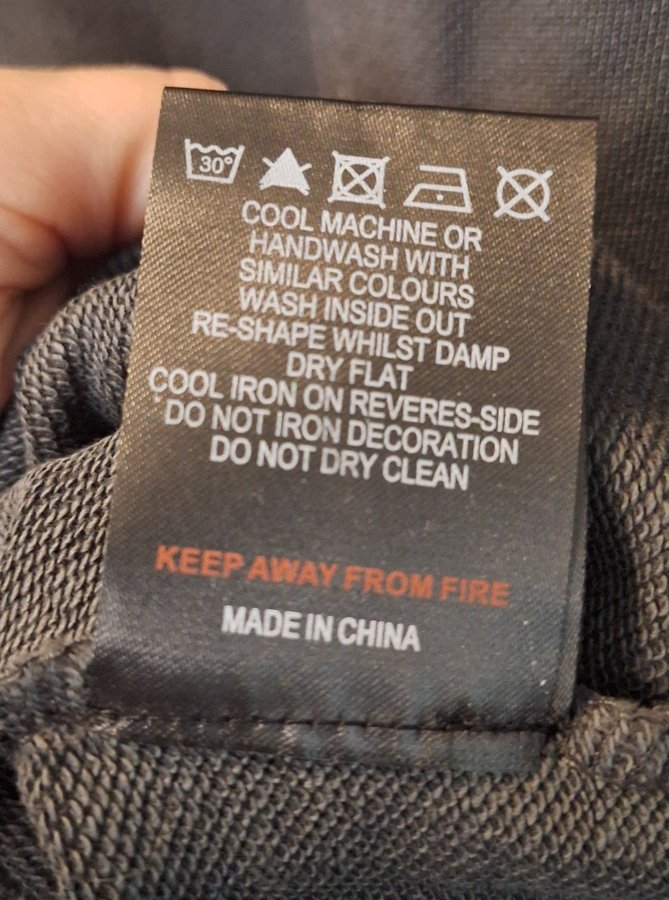 30°
COOL MACHINE OR
HANDWASH WITH
SIMILAR COLOURS
WASH INSIDE OUT
RE-SHAPE WHILST DAMP
DRY FLAT
COOL IRON ON REVERES-SIDE
DO NOT IRON DECORATION
DO NOT DRY CLEAN
KEEP AWAY FROM FIRE
MADE IN CHINA